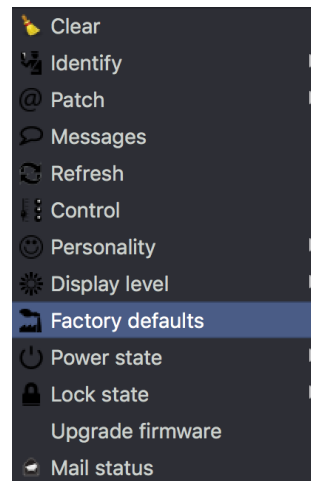 Clear
Identify
Patch
Messages
Refresh
Control
Personality
Display level
Factory defaults
Power state
Lock state
Upgrade firmware
Mail status